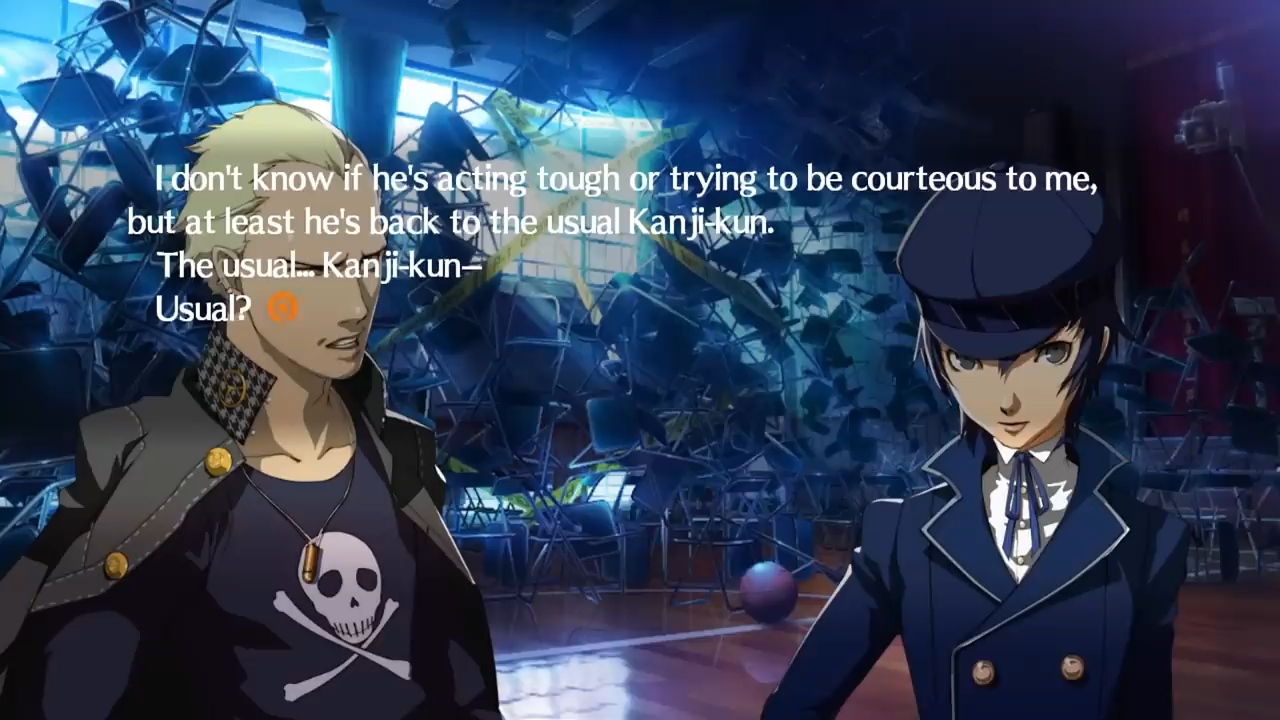 I don't know if he's acting tough or trying to be courteous to me,
but at least he's back to the usual Kanji-kun.
The usual... Kanji-kun—
Usual?